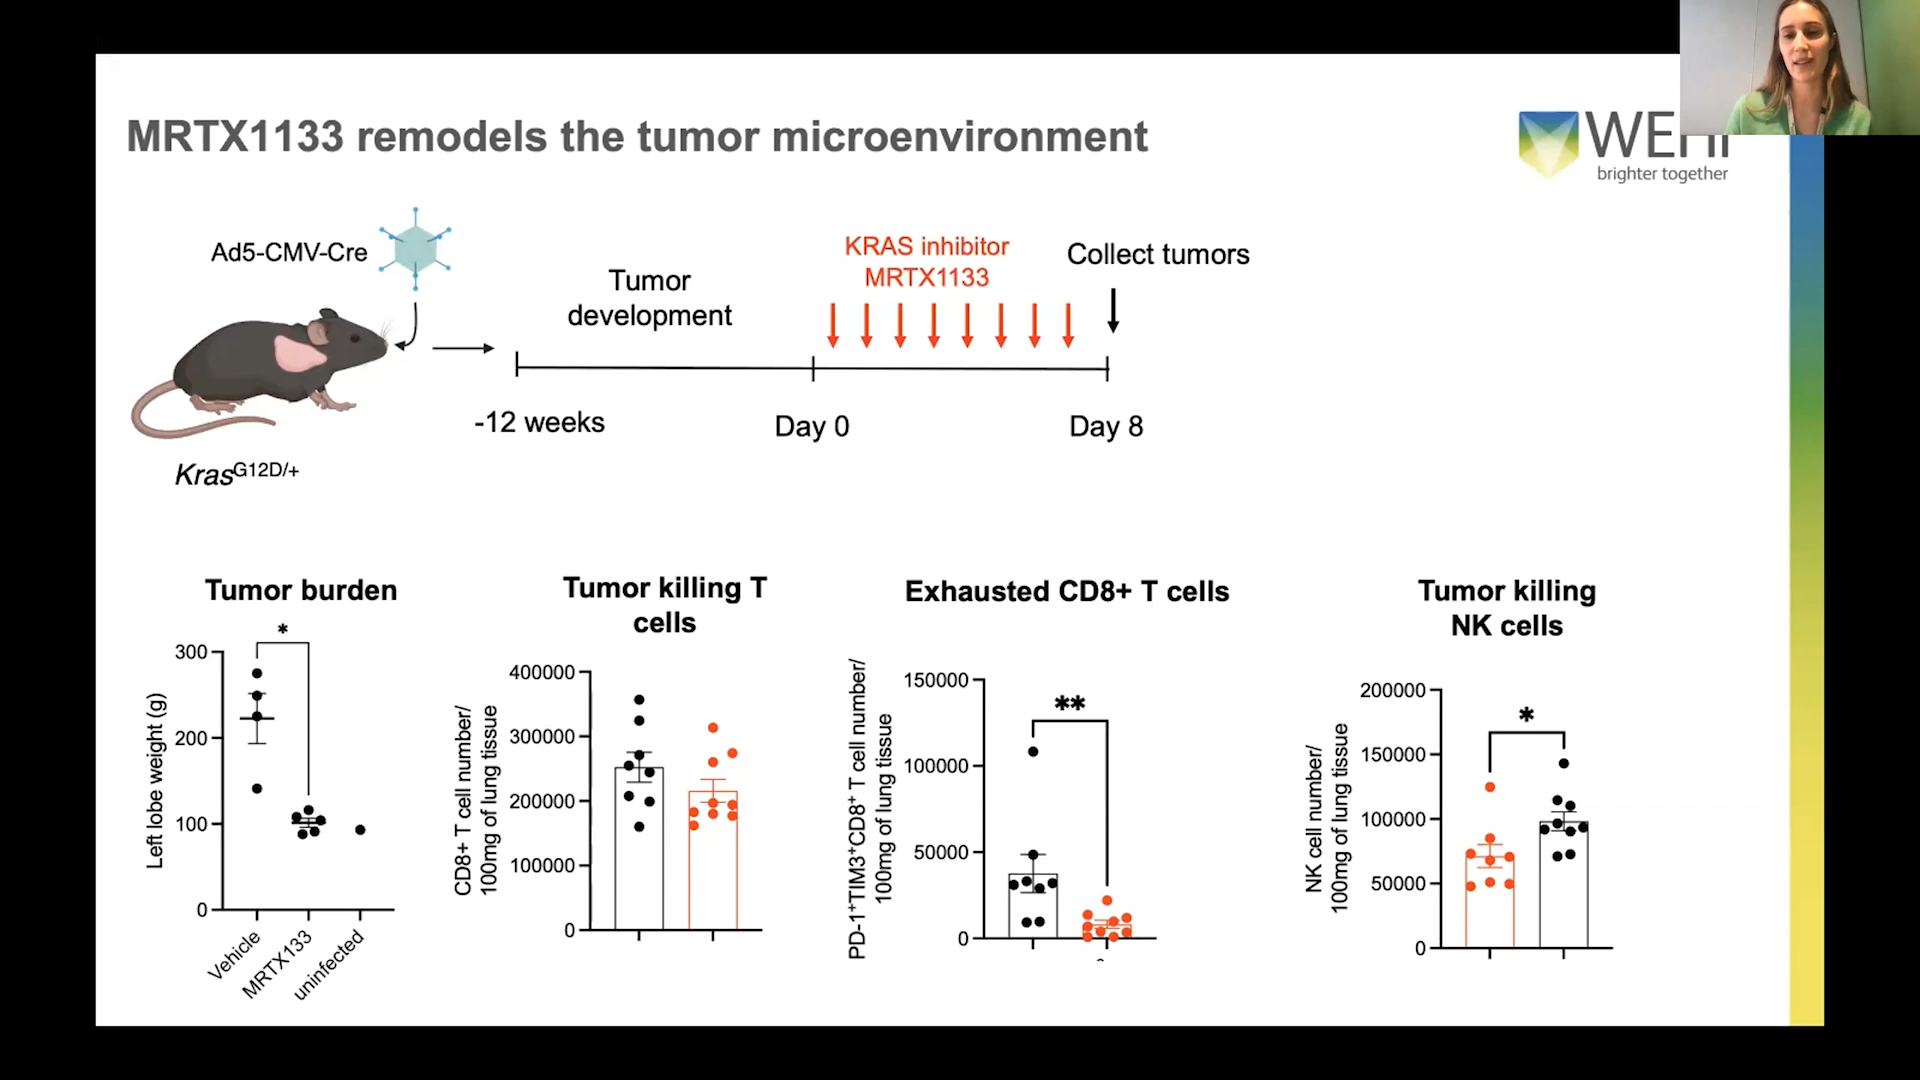 MRTX1133 remodels the tumor microenvironment
WEHI
brighter together
Ad5-CMV-Cre
Tumor
development
KRAS inhibitor
MRTX1133
Collect tumors
-12 weeks
Day 0
Day 8
KrasG12D/+
Tumor burden
*
300
200
100
0
Left lobe weight (g)
Vehicle
MRTX133
uninfected
Tumor killing T
cells
400000
300000
200000
100000
0
CD8+ T cell number/
100mg of lung tissue
Exhausted CD8+ T cells
**
150000
100000
50000
0
PD-1+TIM3+CD8+ T cell number/
100mg of lung tissue
Tumor killing
NK cells
*
200000
150000
100000
50000
0
NK cell number/
100mg of lung tissue